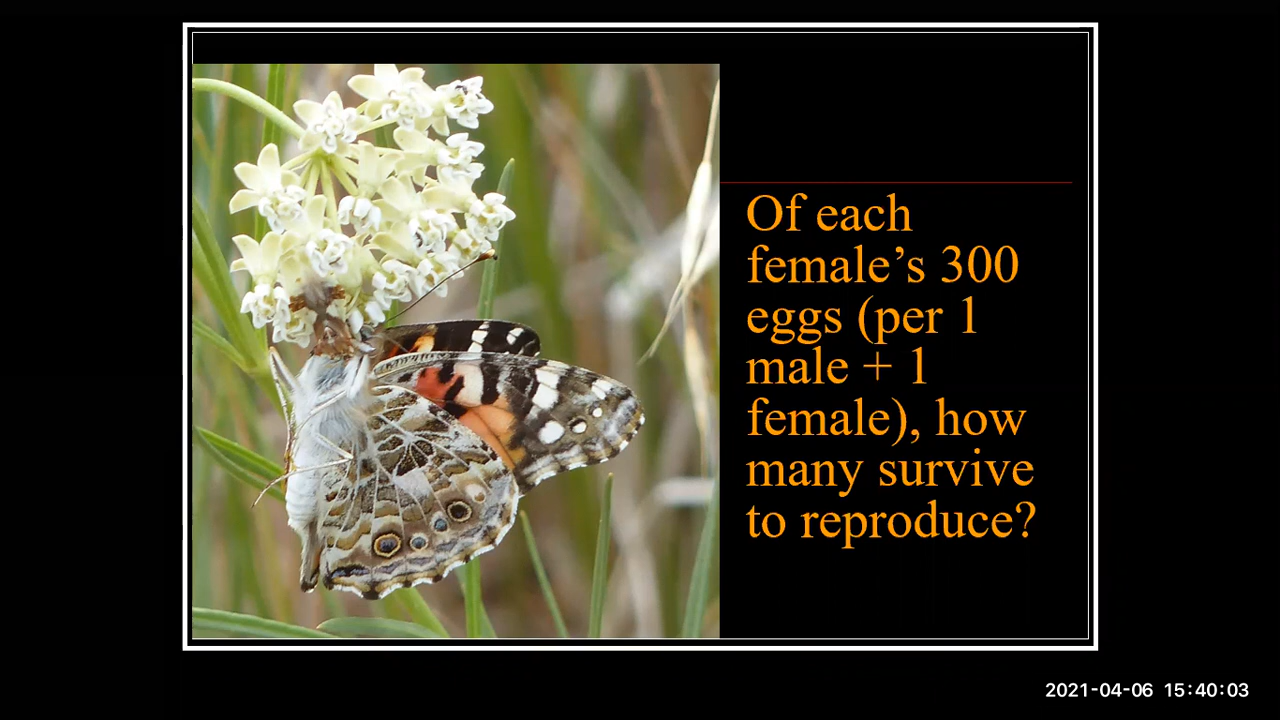 Of each
female’s 300
eggs (per 1
male + 1
female), how
many survive
to reproduce?
2021-04-06 15:40:03